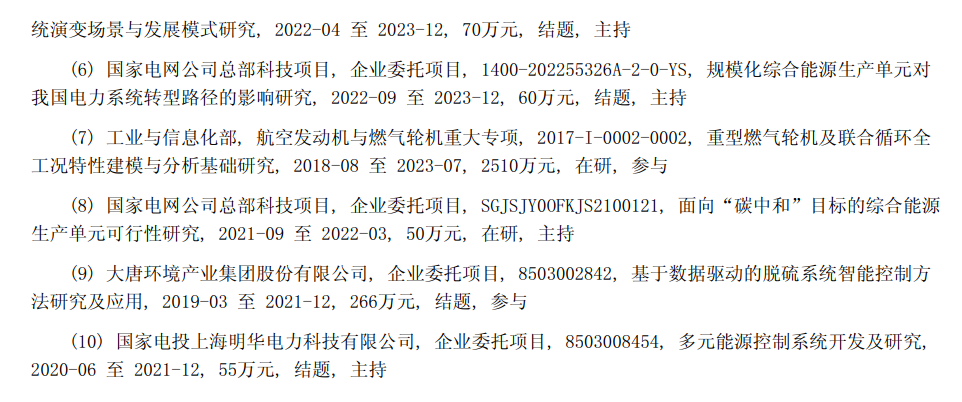 统演变场景与发展模式研究, 2022-04 至 2023-12, 70万元, 结题, 主持
(6) 国家电网公司总部科技项目, 企业委托项目, 1400-202255326A-2-0-YS, 规模化综合能源生产单元对
我国电力系统转型路径的影响研究, 2022-09 至 2023-12, 60万元, 结题, 主持
(7) 工业与信息化部, 航空发动机与燃气轮机重大专项, 2017-I-0002-0002, 重型燃气轮机及联合循环全
工况特性建模与分析基础研究, 2018-08 至 2023-07, 2510万元, 在研, 参与
(8) 国家电网公司总部科技项目, 企业委托项目, SGJSJY00FKJS2100121, 面向“碳中和”目标的综合能源
生产单元可行性研究, 2021-09 至 2022-03, 50万元, 在研, 主持
(9) 大唐环境产业集团股份有限公司, 企业委托项目, 8503002842, 基于数据驱动的脱硫系统智能控制方
法研究及应用, 2019-03 至 2021-12, 266万元, 结题, 参与
(10) 国家电投上海明华电力科技有限公司, 企业委托项目, 8503008454, 多元能源控制系统开发及研究,
2020-06 至 2021-12, 55万元, 结题, 主持